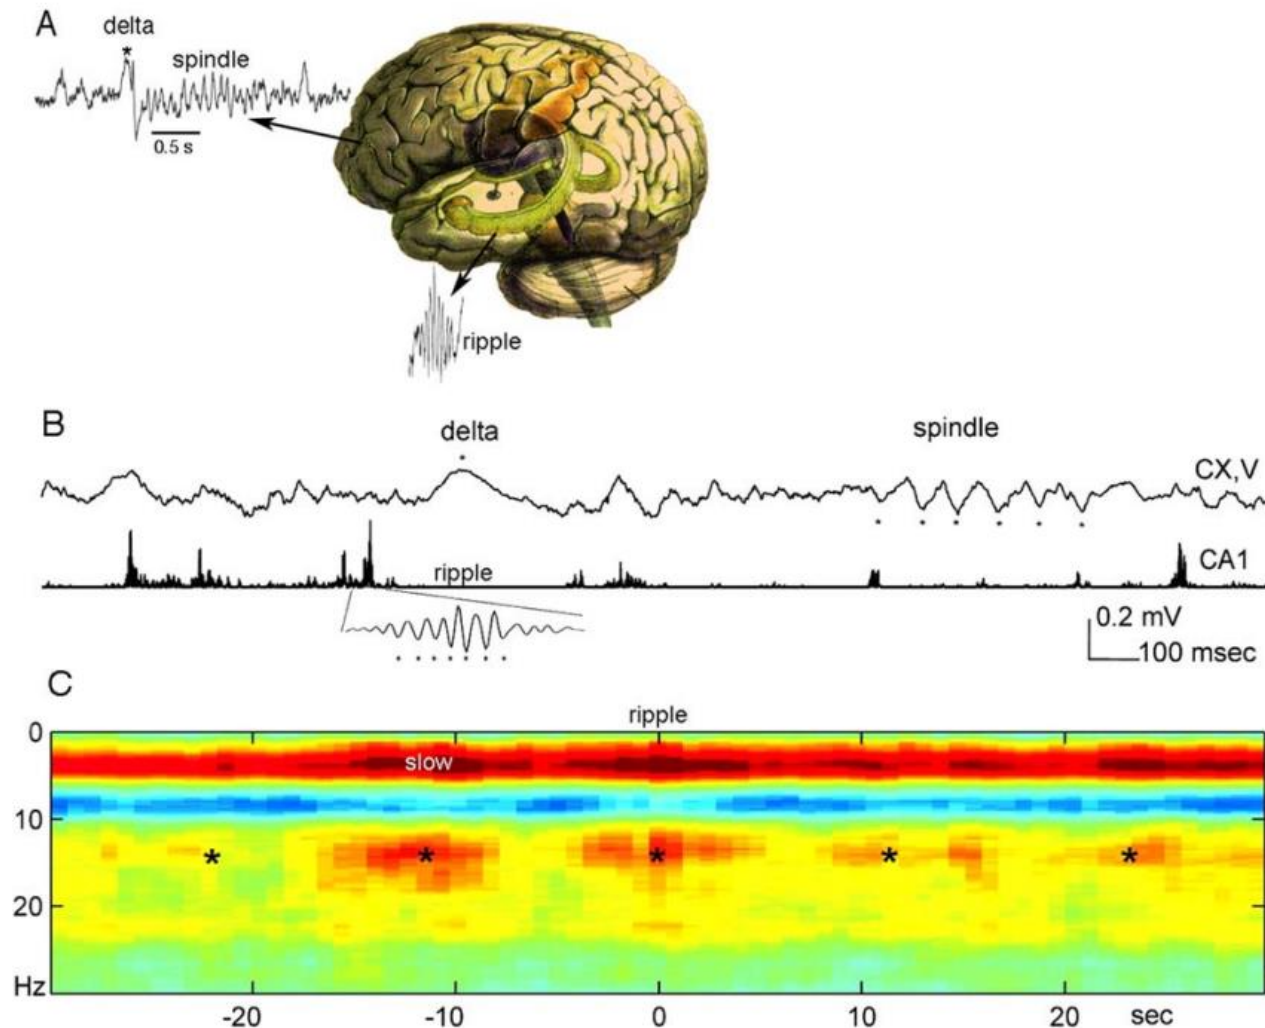 A
delta
*
spindle
0.5 s
ripple
B
delta
spindle
*
CX,V
* * * * * *
CA1
ripple
0.2 mV
100 msec
* * * * * * *
C
ripple
0
slow
10
* * * * *
20
Hz
-20 -10 0 10 20 sec